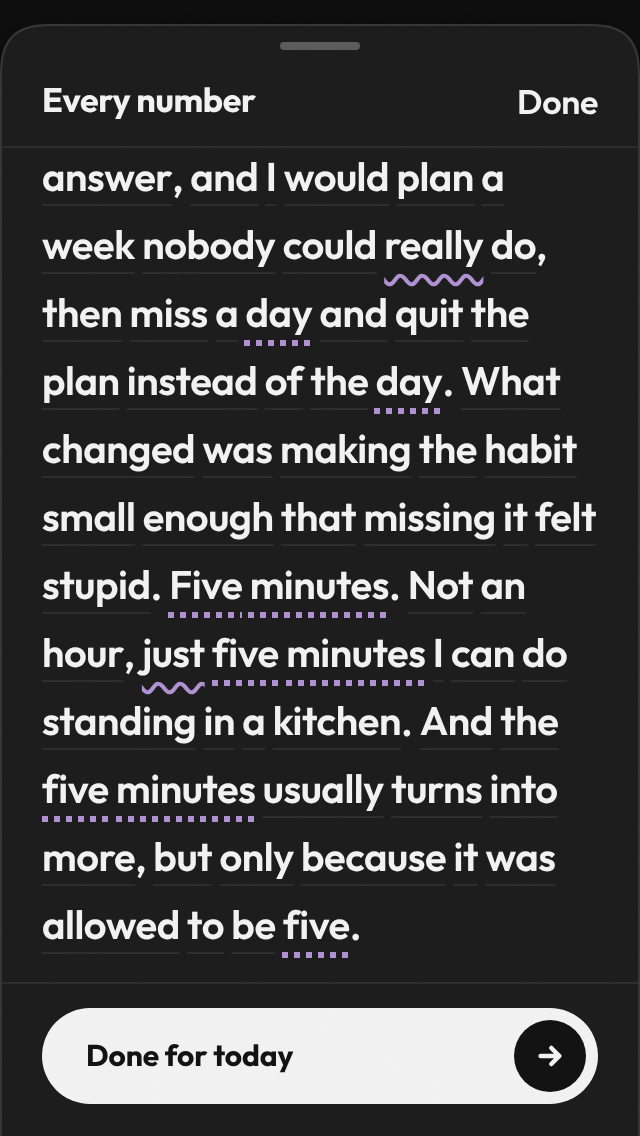 Every number
Done
answer, and I would plan a
week nobody could really do,
then miss a day and quit the
plan instead of the day. What
changed was making the habit
small enough that missing it felt
stupid. Five minutes. Not an
hour, just five minutes I can do
standing in a kitchen. And the
five minutes usually turns into
more, but only because it was
allowed to be five.
Done for today